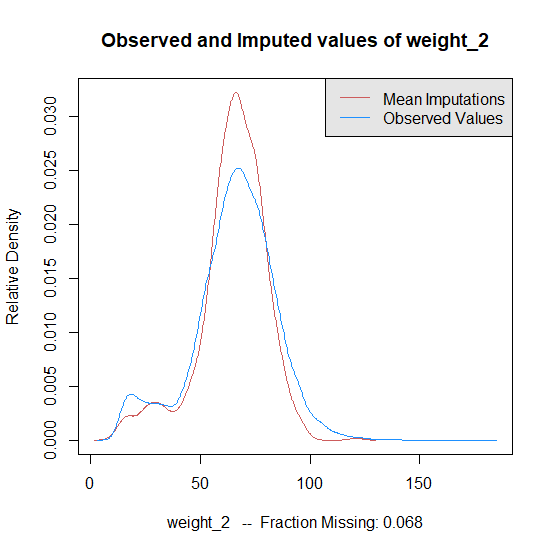 Observed and Imputed values of weight_2
Mean Imputations
Observed Values
Relative Density
0.030
0.025
0.020
0.015
0.010
0.005
0.000
0 50 100 150
weight_2 -- Fraction Missing: 0.068